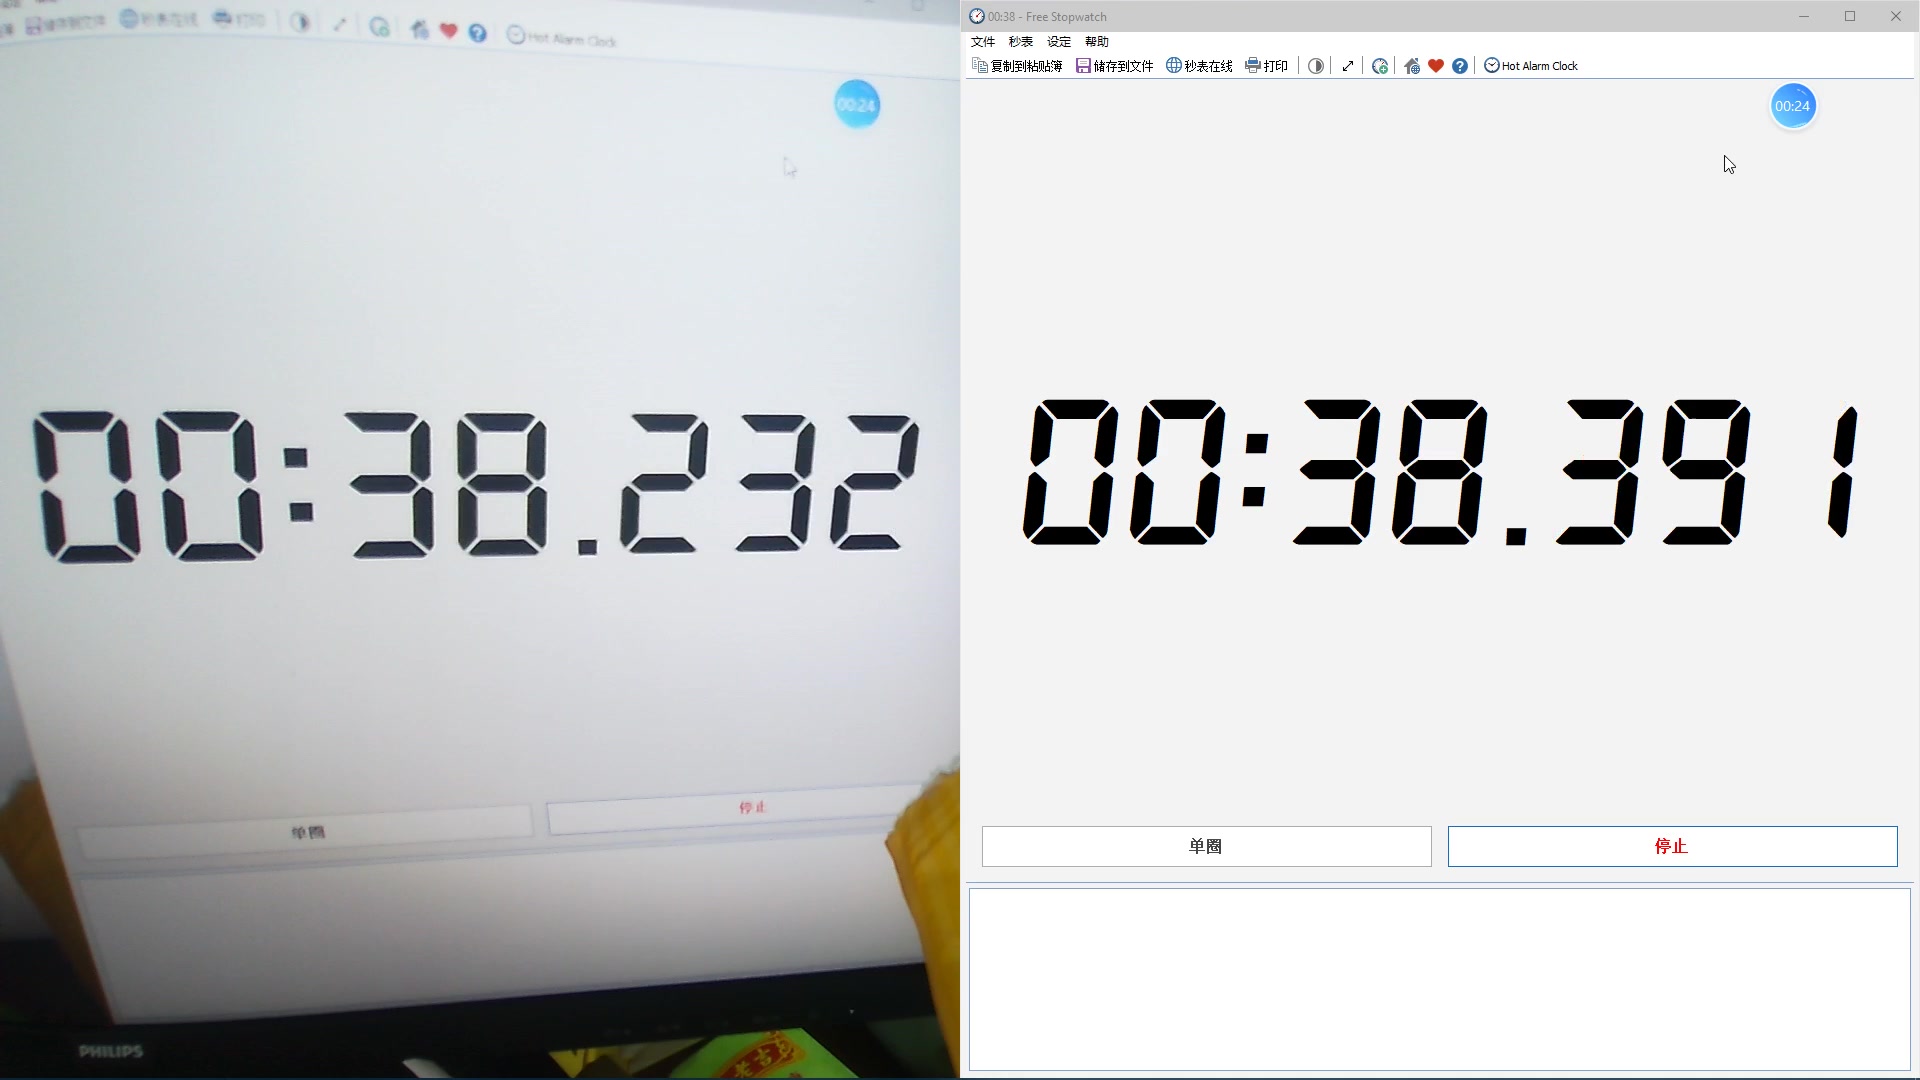 储存到文件 秒表在线 打印 Hot Alarm Clock
00:24
00:38.232
单圈 停止
PHILIPS
老吉
00:38 - Free Stopwatch
文件 秒表 设定 帮助
复制到粘贴簿 储存到文件 秒表在线 打印 Hot Alarm Clock
00:24
00:38.391
单圈 停止